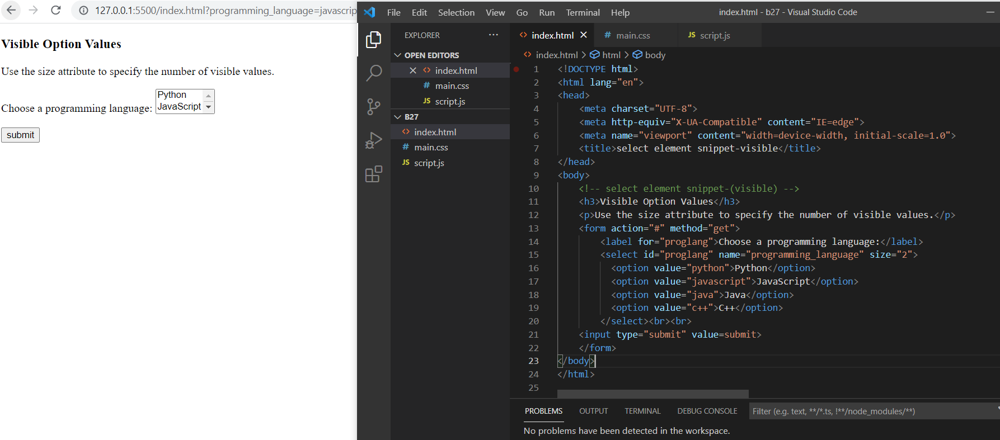 127.0.0.1:5500/index.html?programming_language=javascrip
Visible Option Values
Use the size attribute to specify the number of visible values.
Choose a programming language:
Python
JavaScript
submit
File Edit Selection View Go Run Terminal Help
index.html - b27 - Visual Studio Code
EXPLORER
OPEN EDITORS
index.html
# main.css
JS script.js
B27
index.html
# main.css
JS script.js
index.html # main.css JS script.js
index.html > html > body
1 <!DOCTYPE html>
2 <html lang="en">
3 <head>
4 <meta charset="UTF-8">
5 <meta http-equiv="X-UA-Compatible" content="IE=edge">
6 <meta name="viewport" content="width=device-width, initial-scale=1.0">
7 <title>select element snippet-visible</title>
8 </head>
9 <body>
10 <!-- select element snippet-(visible) -->
11 <h3>Visible Option Values</h3>
12 <p>Use the size attribute to specify the number of visible values.</p>
13 <form action="#" method="get">
14 <label for="proglang">Choose a programming language:</label>
15 <select id="proglang" name="programming_language" size="2">
16 <option value="python">Python</option>
17 <option value="javascript">JavaScript</option>
18 <option value="java">Java</option>
19 <option value="c++">C++</option>
20 </select><br><br>
21 <input type="submit" value=submit>
22 </form>
23 </body>
24 </html>
25
PROBLEMS OUTPUT TERMINAL DEBUG CONSOLE
Filter (e.g. text, **/*.ts, !**/node_modules/**)
No problems have been detected in the workspace.